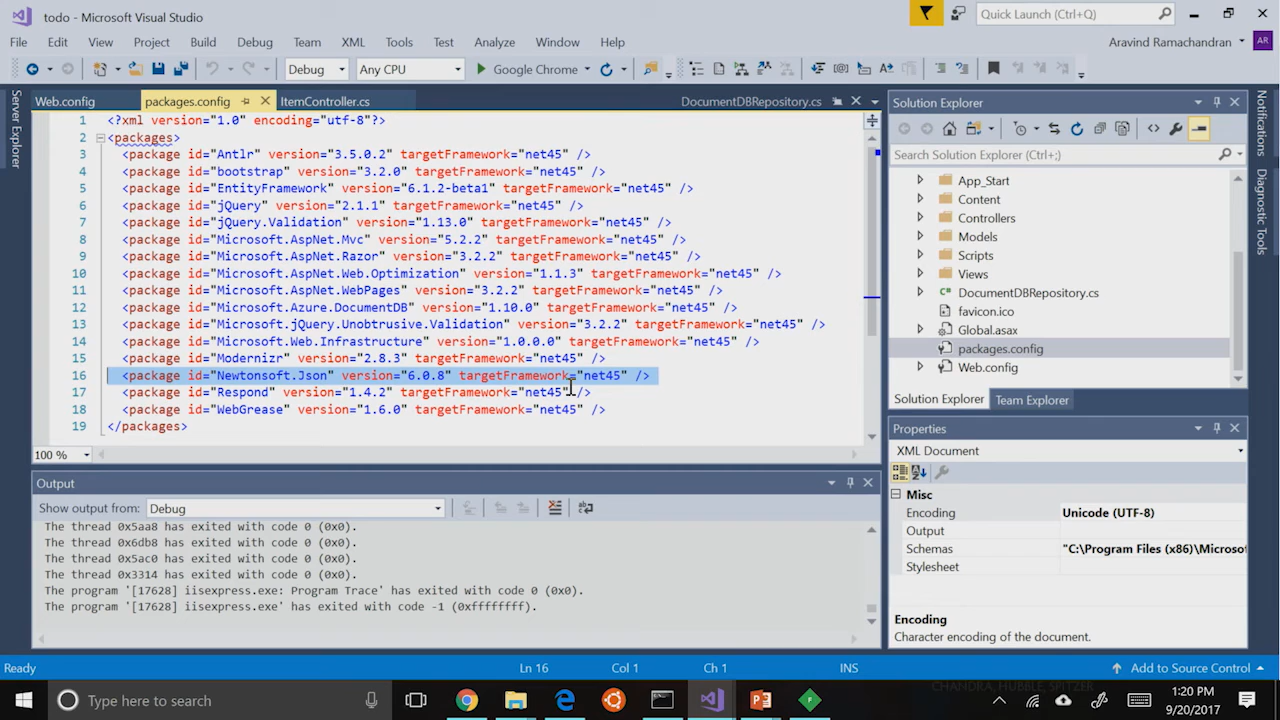 todo - Microsoft Visual Studio
Quick Launch (Ctrl+Q)
File Edit View Project Build Debug Team XML Tools Test Analyze Window Help
Aravind Ramachandran AR
Debug Any CPU Google Chrome
Server Explorer
Web.config packages.config ItemController.cs DocumentDBRepository.cs
1 <?xml version="1.0" encoding="utf-8"?>
2 <packages>
3 <package id="Antlr" version="3.5.0.2" targetFramework="net45" />
4 <package id="bootstrap" version="3.2.0" targetFramework="net45" />
5 <package id="EntityFramework" version="6.1.2-beta1" targetFramework="net45" />
6 <package id="jQuery" version="2.1.1" targetFramework="net45" />
7 <package id="jQuery.Validation" version="1.13.0" targetFramework="net45" />
8 <package id="Microsoft.AspNet.Mvc" version="5.2.2" targetFramework="net45" />
9 <package id="Microsoft.AspNet.Razor" version="3.2.2" targetFramework="net45" />
10 <package id="Microsoft.AspNet.Web.Optimization" version="1.1.3" targetFramework="net45" />
11 <package id="Microsoft.AspNet.WebPages" version="3.2.2" targetFramework="net45" />
12 <package id="Microsoft.Azure.DocumentDB" version="1.10.0" targetFramework="net45" />
13 <package id="Microsoft.jQuery.Unobtrusive.Validation" version="3.2.2" targetFramework="net45" />
14 <package id="Microsoft.Web.Infrastructure" version="1.0.0.0" targetFramework="net45" />
15 <package id="Modernizr" version="2.8.3" targetFramework="net45" />
16 <package id="Newtonsoft.Json" version="6.0.8" targetFramework="net45" />
17 <package id="Respond" version="1.4.2" targetFramework="net45" />
18 <package id="WebGrease" version="1.6.0" targetFramework="net45" />
19 </packages>
100 %
Output
Show output from: Debug
The thread 0x5aa8 has exited with code 0 (0x0).
The thread 0x6db8 has exited with code 0 (0x0).
The thread 0x5ac0 has exited with code 0 (0x0).
The thread 0x3314 has exited with code 0 (0x0).
The program '[17628] iisexpress.exe: Program Trace' has exited with code 0 (0x0).
The program '[17628] iisexpress.exe' has exited with code -1 (0xffffffff).
Solution Explorer
Search Solution Explorer (Ctrl+;)
App_Start
Content
Controllers
Models
Scripts
Views
DocumentDBRepository.cs
favicon.ico
Global.asax
packages.config
Web.config
Solution Explorer Team Explorer
Properties
XML Document
Misc
Encoding Unicode (UTF-8)
Output
Schemas "C:\Program Files (x86)\Microsof
Stylesheet
Encoding
Character encoding of the document.
Notifications
Diagnostic Tools
Ready Ln 16 Col 1 Ch 1 INS Add to Source Control
Type here to search
CHANDRA, HUBBLE, SPITZER
1:20 PM
9/20/2017